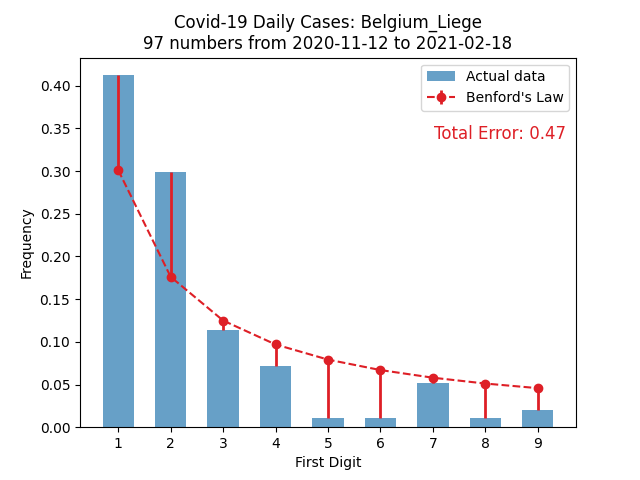 Covid-19 Daily Cases: Belgium_Liege
97 numbers from 2020-11-12 to 2021-02-18
Actual data
Benford's Law
Total Error: 0.47
Frequency
0.40
0.35
0.30
0.25
0.20
0.15
0.10
0.05
0.00
1 2 3 4 5 6 7 8 9
First Digit